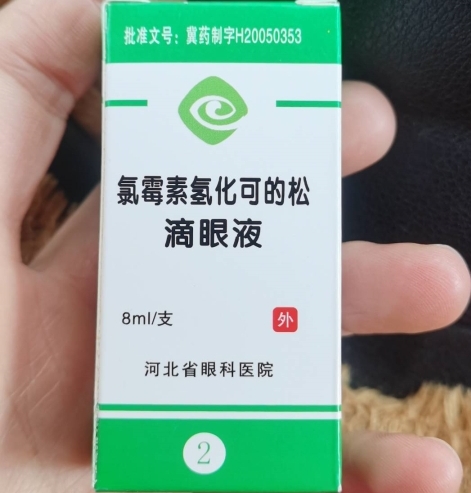 批准文号：冀药制字H20050353
氯霉素氢化可的松
滴眼液
8ml/支
外
河北省眼科医院
2